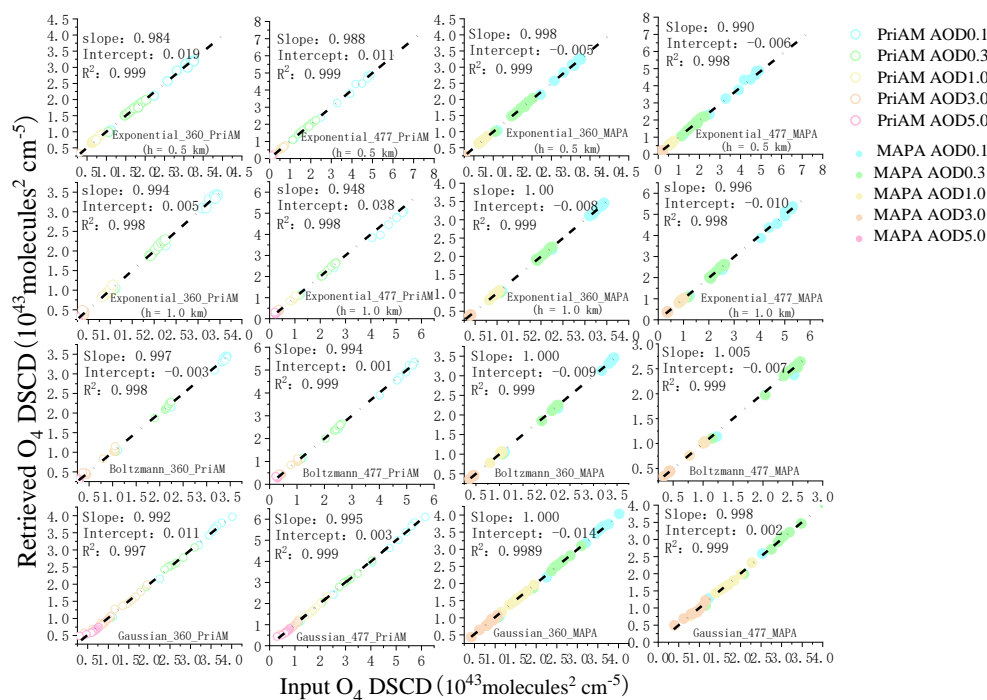 slope: 0.984
Intercept: 0.019
R²: 0.999
Exponential_360_PriAM
(h = 0.5 km)
slope: 0.988
Intercept: 0.011
R²: 0.999
Exponential_477_PriAM
(h = 0.5 km)
slope: 0.998
Intercept: -0.005
R²: 0.999
Exponential_360_MAPA
(h = 0.5 km)
slope: 0.990
Intercept: -0.006
R²: 0.998
Exponential_477_MAPA
(h = 0.5 km)
slope: 0.994
Intercept: 0.005
R²: 0.998
Exponential_360_PriAM
(h = 1.0 km)
slope: 0.948
Intercept: 0.038
R²: 0.998
Exponential_477_PriAM
(h = 1.0 km)
slope: 1.00
Intercept: -0.008
R²: 0.999
Exponential_360_MAPA
(h = 1.0 km)
slope: 0.996
Intercept: -0.010
R²: 0.998
Exponential_477_MAPA
(h = 1.0 km)
Slope: 0.997
Intercept: -0.003
R²: 0.998
Boltzmann_360_PriAM
Slope: 0.994
Intercept: 0.001
R²: 0.999
Boltzmann_477_PriAM
Slope: 1.000
Intercept: -0.009
R²: 0.999
Boltzmann_360_MAPA
Slope: 1.005
Intercept: -0.007
R²: 0.999
Boltzmann_477_MAPA
Slope: 0.992
Intercept: 0.011
R²: 0.997
Gaussian_360_PriAM
Slope: 0.995
Intercept: 0.003
R²: 0.999
Gaussian_477_PriAM
Slope: 1.000
Intercept: -0.014
R²: 0.9989
Gaussian_360_MAPA
Slope: 0.998
Intercept: 0.002
R²: 0.999
Gaussian_477_MAPA
Retrieved O₄ DSCD (10⁴³molecules² cm⁻⁵)
Input O₄ DSCD (10⁴³molecules² cm⁻⁵)
PriAM AOD0.1
PriAM AOD0.3
PriAM AOD1.0
PriAM AOD3.0
PriAM AOD5.0
MAPA AOD0.1
MAPA AOD0.3
MAPA AOD1.0
MAPA AOD3.0
MAPA AOD5.0